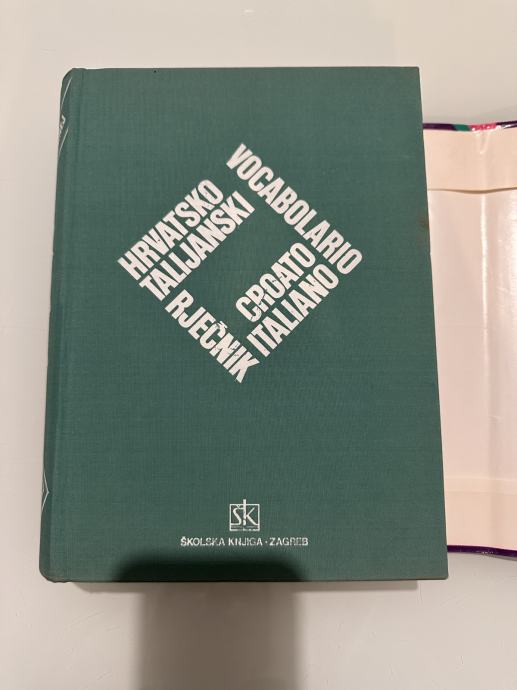 HRVATSKO
TALIJANSKI
RJEČNIK
VOCABOLARIO
CROATO
ITALIANO
ŠK
ŠKOLSKA KNJIGA · ZAGREB